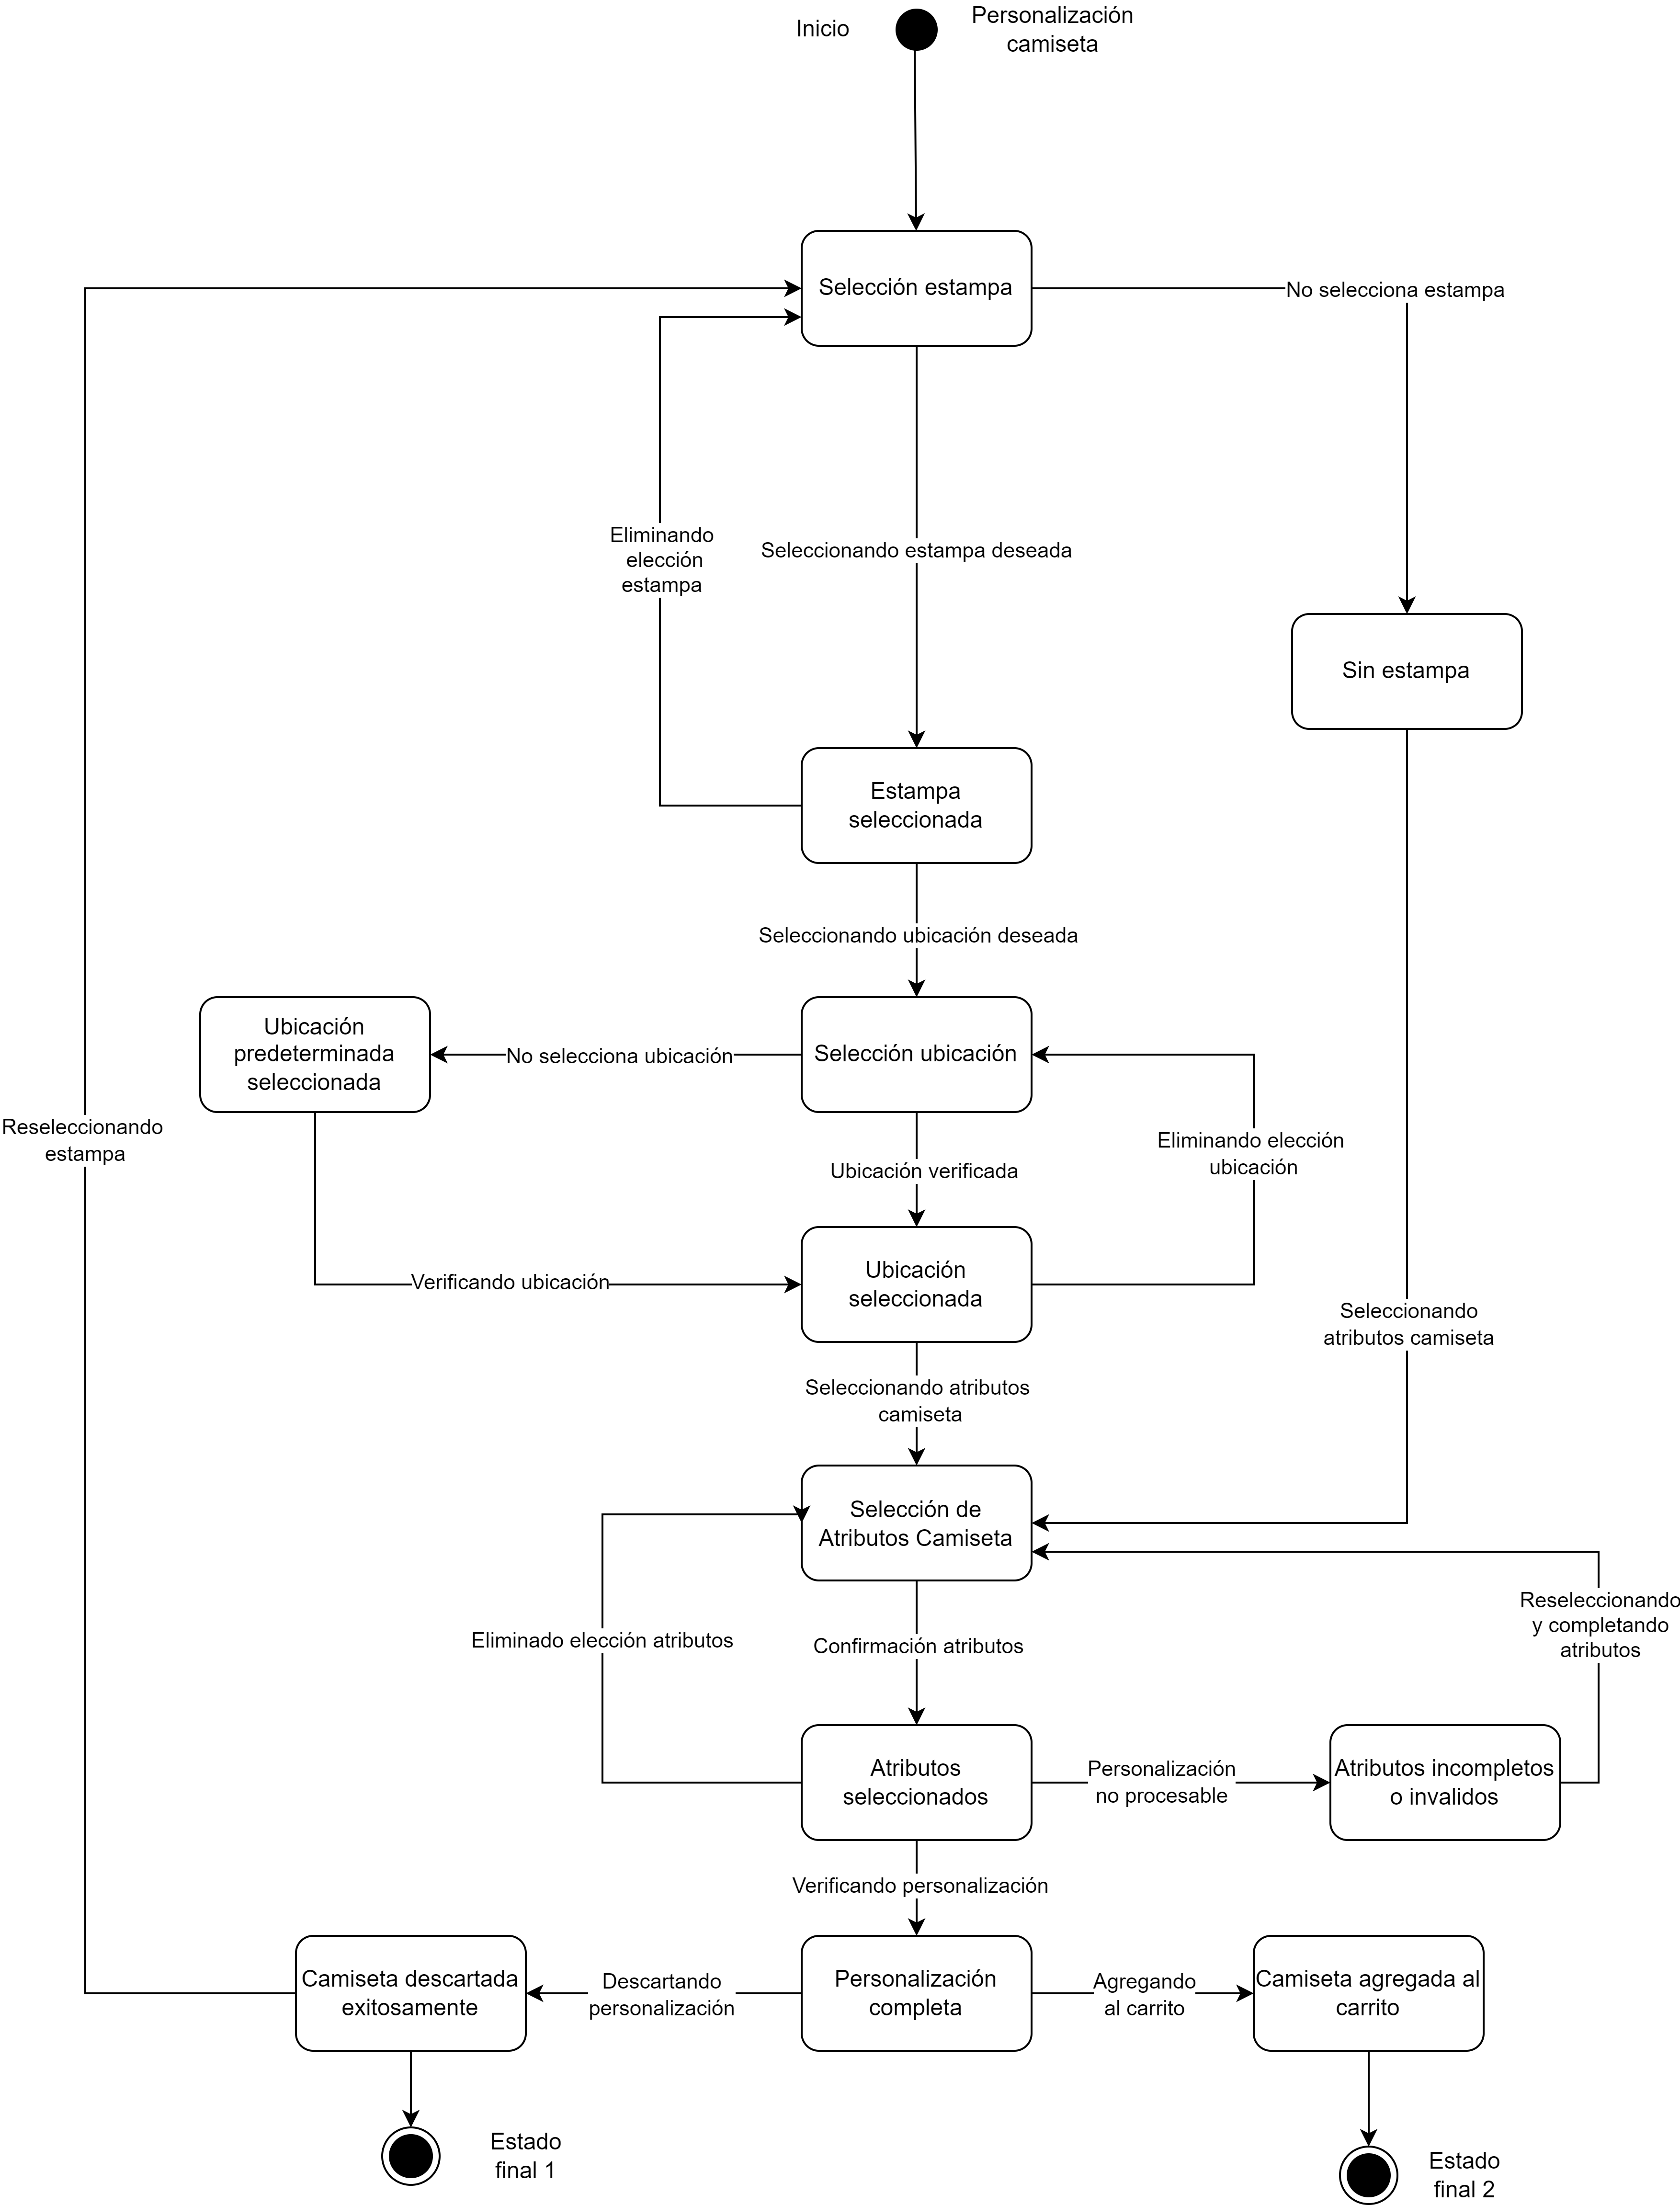 Inicio
Personalización
camiseta
Selección estampa
No selecciona estampa
Eliminando
elección
estampa
Seleccionando estampa deseada
Sin estampa
Estampa
seleccionada
Seleccionando ubicación deseada
Ubicación
predeterminada
seleccionada
No selecciona ubicación
Selección ubicación
Reseleccionando
estampa
Ubicación verificada
Eliminando elección
ubicación
Verificando ubicación
Ubicación
seleccionada
Seleccionando
atributos camiseta
Seleccionando atributos
camiseta
Selección de
Atributos Camiseta
Eliminado elección atributos
Confirmación atributos
Reseleccionando
y completando
atributos
Atributos
seleccionados
Personalización
no procesable
Atributos incompletos
o invalidos
Verificando personalización
Camiseta descartada
exitosamente
Descartando
personalización
Personalización
completa
Agregando
al carrito
Camiseta agregada al
carrito
Estado
final 1
Estado
final 2